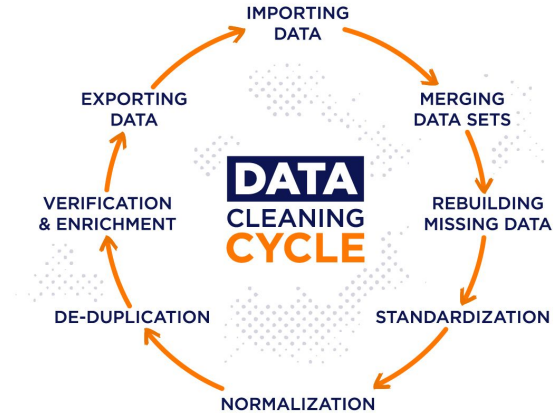 IMPORTING
DATA
MERGING
DATA SETS
REBUILDING
MISSING DATA
STANDARDIZATION
NORMALIZATION
DE-DUPLICATION
VERIFICATION
& ENRICHMENT
EXPORTING
DATA
DATA
CLEANING
CYCLE